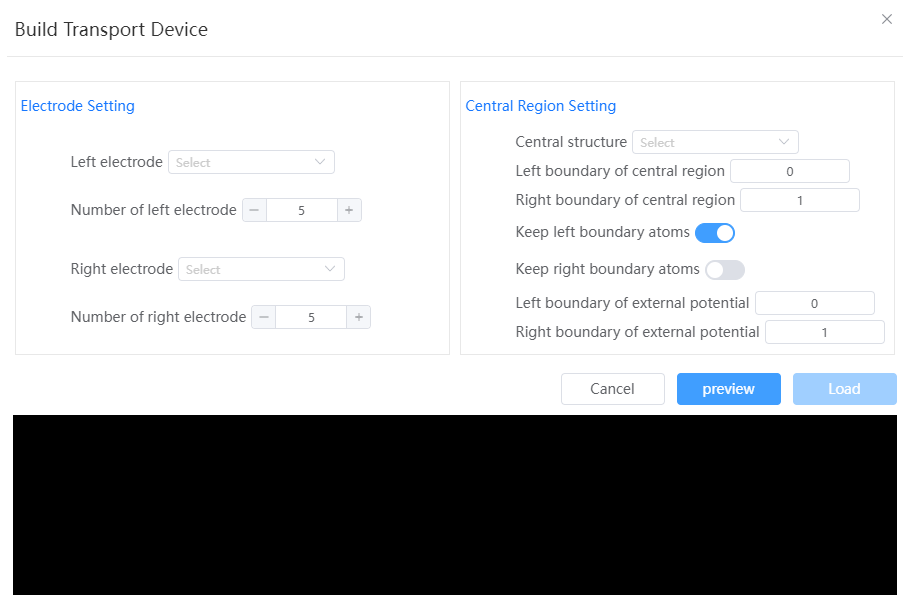 Build Transport Device
Electrode Setting
Left electrode Select
Number of left electrode − 5 +
Right electrode Select
Number of right electrode − 5 +
Central Region Setting
Central structure Select
Left boundary of central region 0
Right boundary of central region 1
Keep left boundary atoms
Keep right boundary atoms
Left boundary of external potential 0
Right boundary of external potential 1
Cancel preview Load